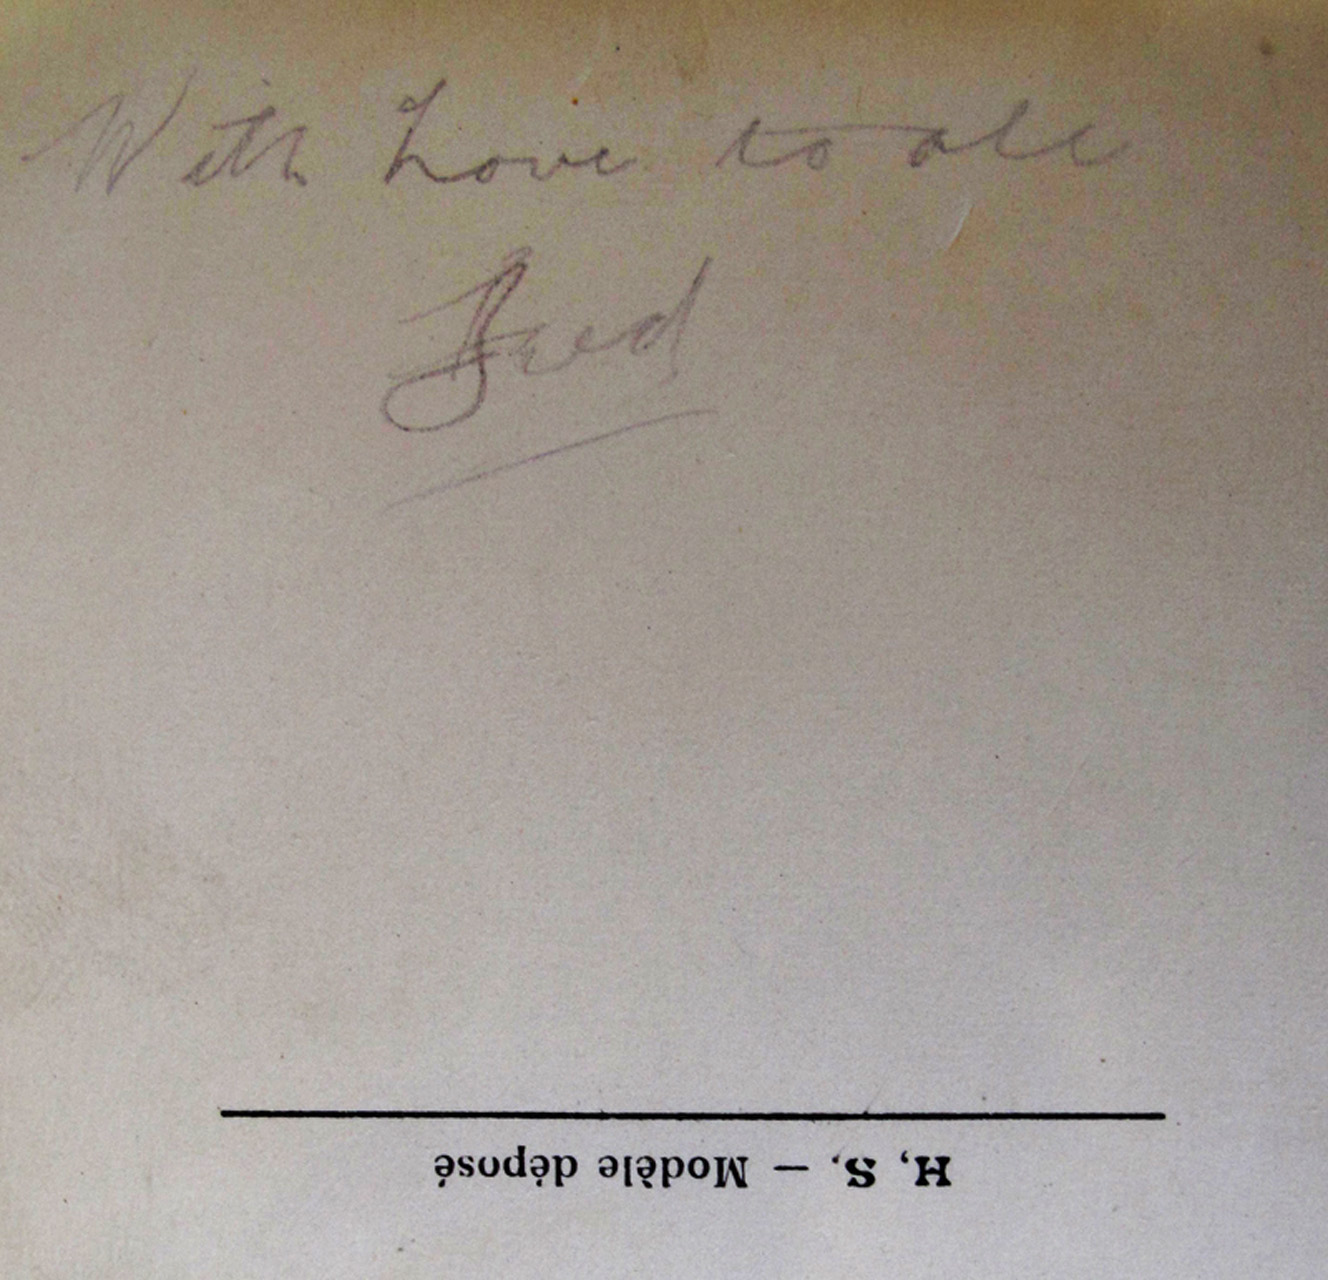 With Love to all
Fred
H. S. — Modèle déposé